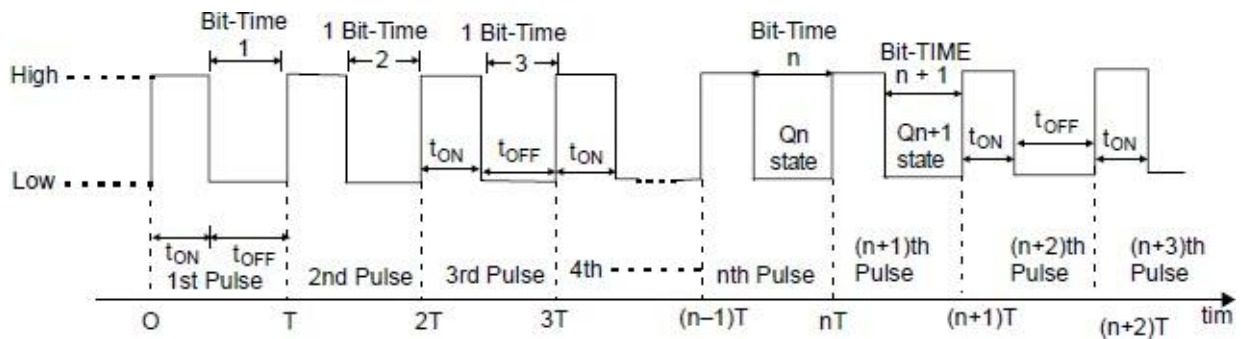 Bit-Time
1
1 Bit-Time
2
1 Bit-Time
3
Bit-Time
n
Bit-TIME
n + 1
High
Low
tON
tOFF
tON
Qn
state
Qn+1
state
tON
tOFF
tON
tON
tOFF
1st Pulse
2nd Pulse
3rd Pulse
4th
nth Pulse
(n+1)th
Pulse
(n+2)th
Pulse
(n+3)th
Pulse
O
T
2T
3T
(n–1)T
nT
(n+1)T
(n+2)T
tim